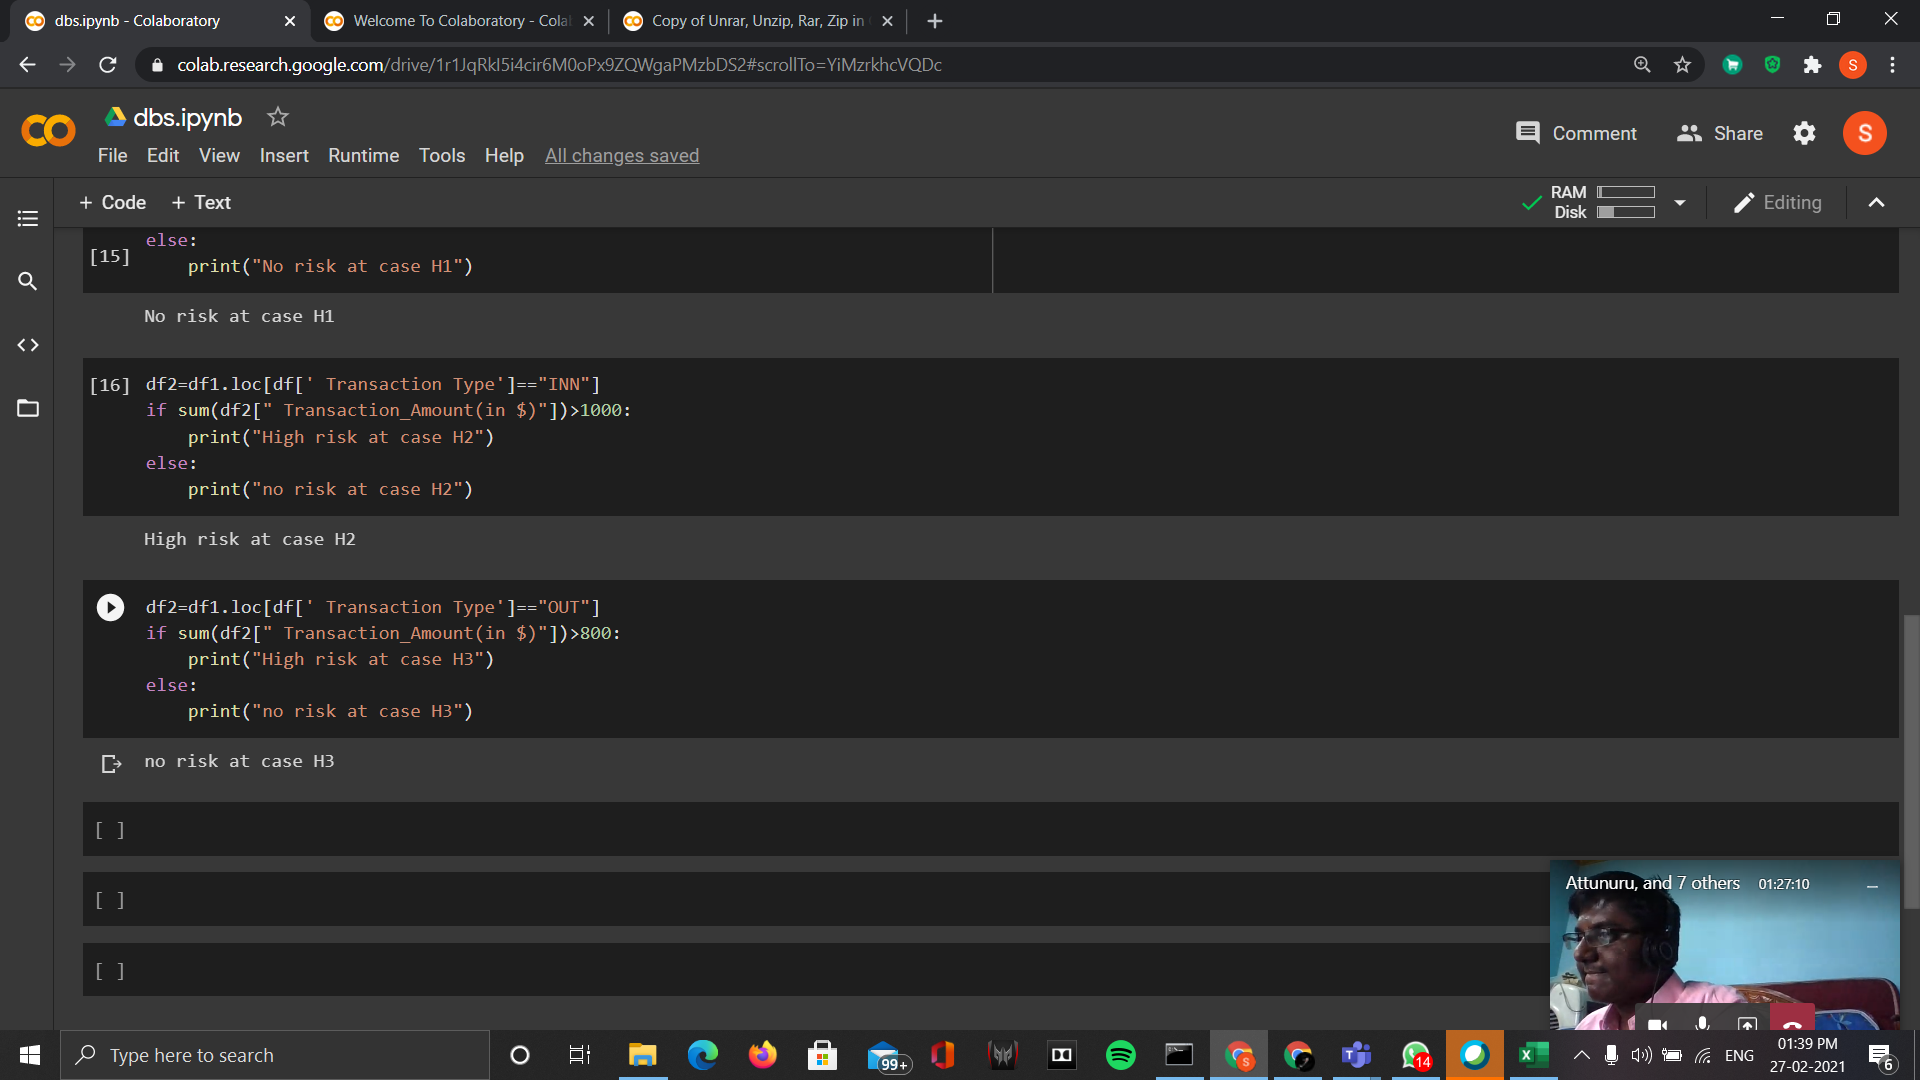 dbs.ipynb - Colaboratory
Welcome To Colaboratory - Cola
Copy of Unrar, Unzip, Rar, Zip in
colab.research.google.com/drive/1r1JqRkI5i4cir6M0oPx9ZQWgaPMzbDS2#scrollTo=YiMzrkhcVQDc
S
dbs.ipynb
Comment
Share
S
File Edit View Insert Runtime Tools Help All changes saved
+ Code + Text
RAM
Disk
Editing
else:
[15]
print("No risk at case H1")
No risk at case H1
[16] df2=df1.loc[df[' Transaction Type']=="INN"]
if sum(df2[" Transaction_Amount(in $)"])>1000:
print("High risk at case H2")
else:
print("no risk at case H2")
High risk at case H2
df2=df1.loc[df[' Transaction Type']=="OUT"]
if sum(df2[" Transaction_Amount(in $)"])>800:
print("High risk at case H3")
else:
print("no risk at case H3")
no risk at case H3
[ ]
[ ]
[ ]
Attunuru, and 7 others 01:27:10
Type here to search
99+
S
14
ENG
01:39 PM
27-02-2021
6